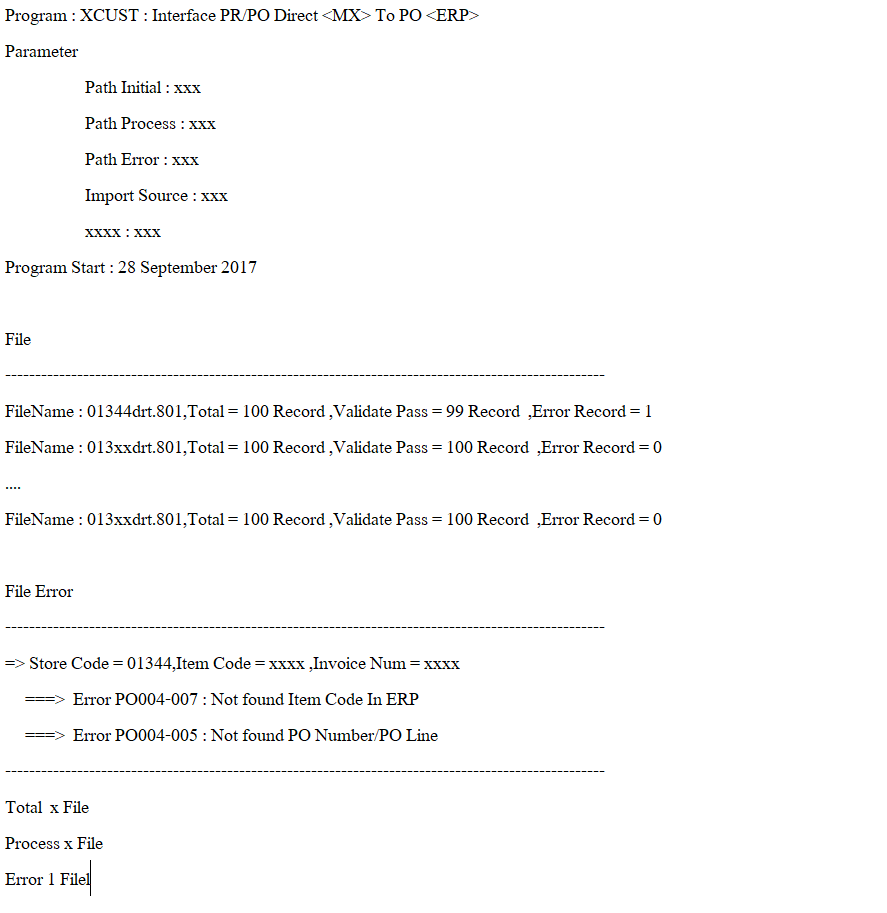 Program : XCUST : Interface PR/PO Direct <MX> To PO <ERP>
Parameter
Path Initial : xxx
Path Process : xxx
Path Error : xxx
Import Source : xxx
xxxx : xxx
Program Start : 28 September 2017
File
----------------------------------------------------------------------------------------------------
FileName : 01344drt.801,Total = 100 Record ,Validate Pass = 99 Record  ,Error Record = 1
FileName : 013xxdrt.801,Total = 100 Record ,Validate Pass = 100 Record  ,Error Record = 0
....
FileName : 013xxdrt.801,Total = 100 Record ,Validate Pass = 100 Record  ,Error Record = 0
File Error
----------------------------------------------------------------------------------------------------
=> Store Code = 01344,Item Code = xxxx ,Invoice Num = xxxx
===>  Error PO004-007 : Not found Item Code In ERP
===>  Error PO004-005 : Not found PO Number/PO Line
----------------------------------------------------------------------------------------------------
Total  x File
Process x File
Error 1 Filel